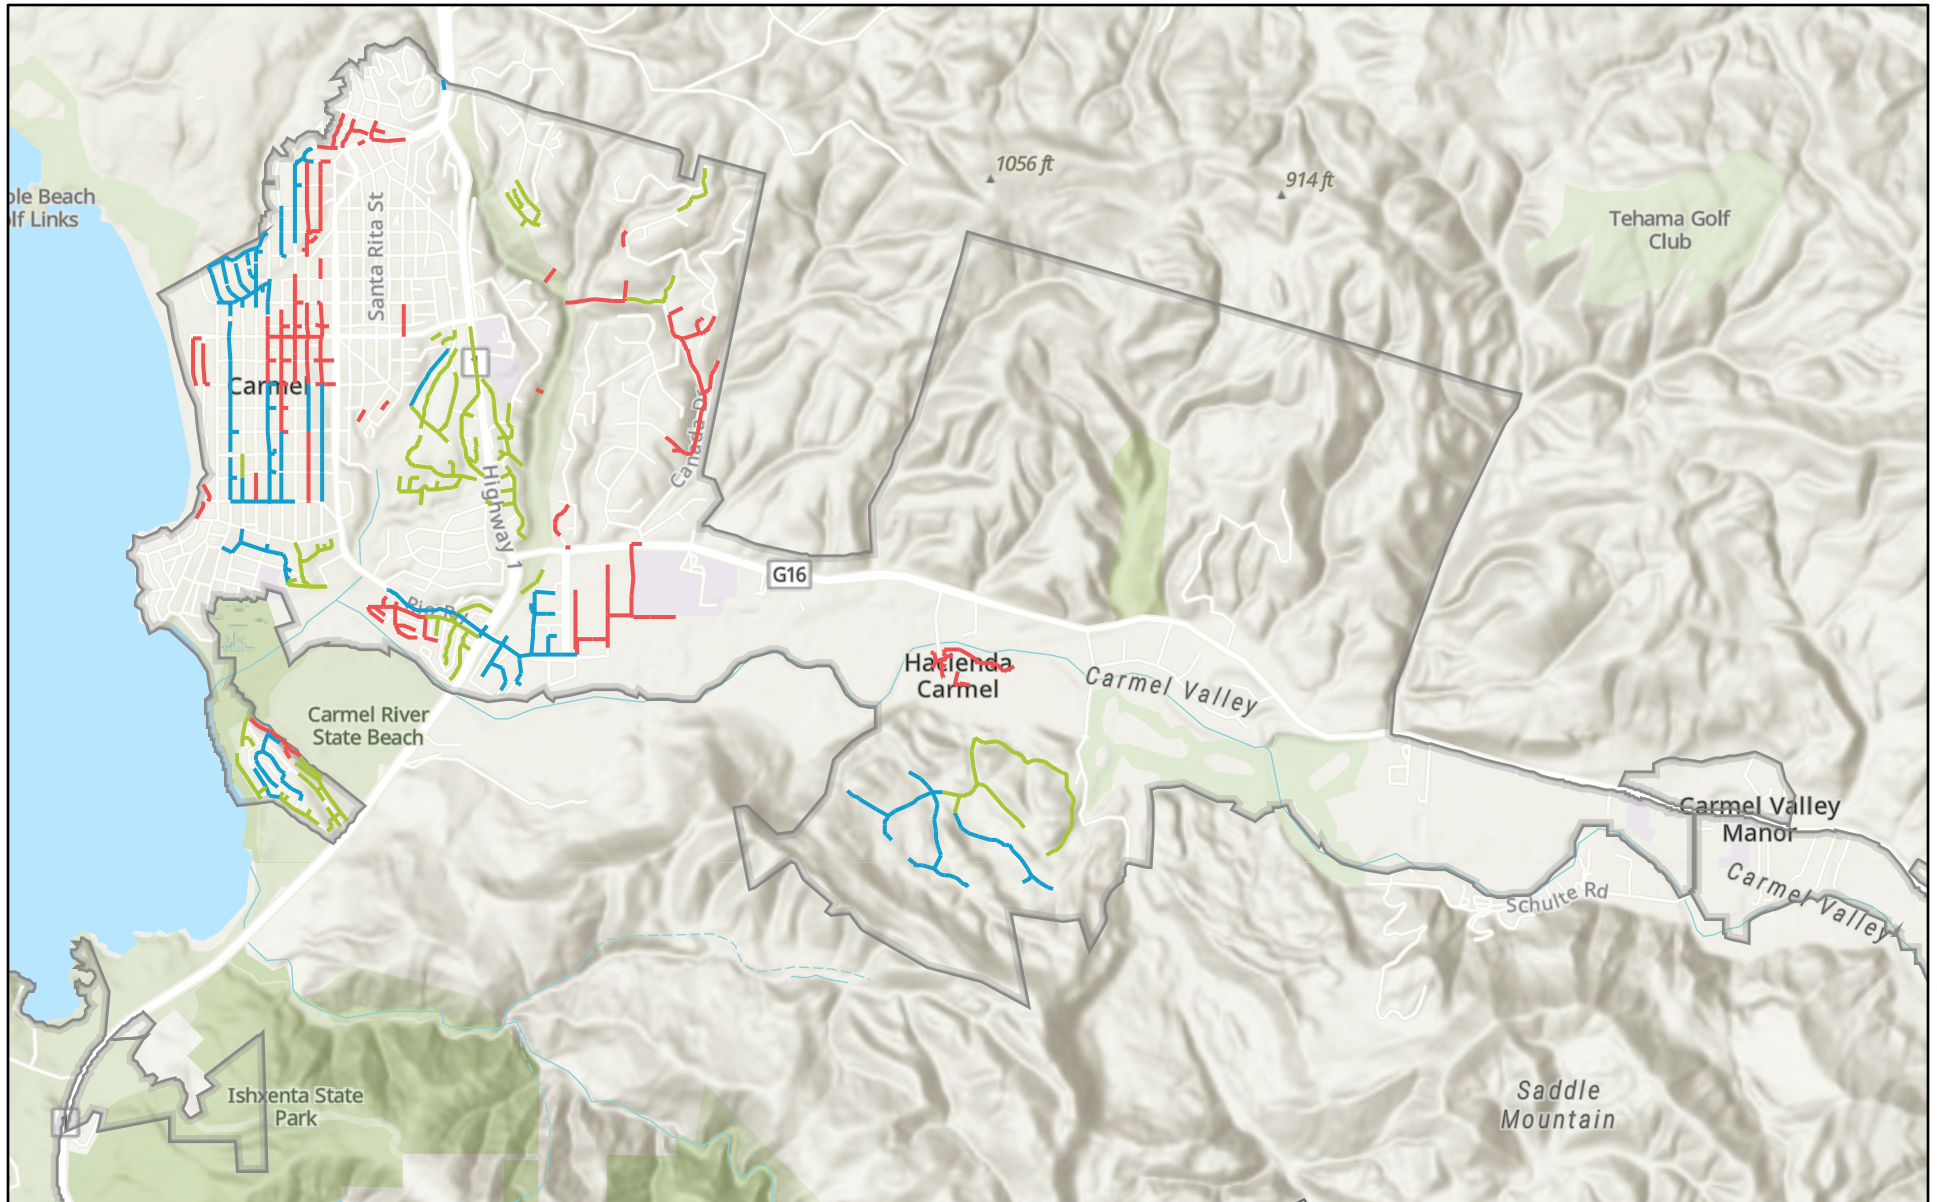 1056 ft
914 ft
ble Beach
lf Links
Tehama Golf
Club
Santa Rita St
Carmel
Canada Dr
Highway 1
G16
Rio Rd
Hacienda
Carmel
Carmel Valley
Carmel River
State Beach
Carmel Valley
Manor
Carmel Valley
Schulte Rd
Ishxenta State
Park
Saddle
Mountain